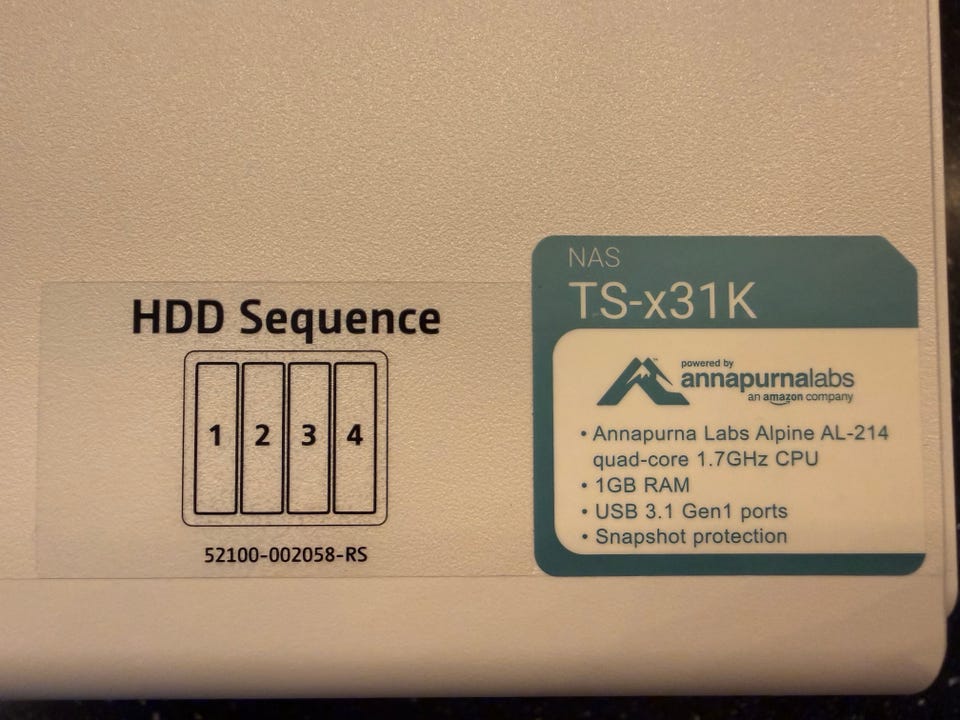 HDD Sequence
1 2 3 4
52100-002058-RS
NAS
TS-x31K
powered by
annapurnalabs
an amazon company
• Annapurna Labs Alpine AL-214
quad-core 1.7GHz CPU
• 1GB RAM
• USB 3.1 Gen1 ports
• Snapshot protection